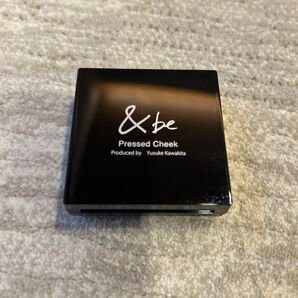 &be
Pressed Cheek
Produced by Yusuke Kawakita